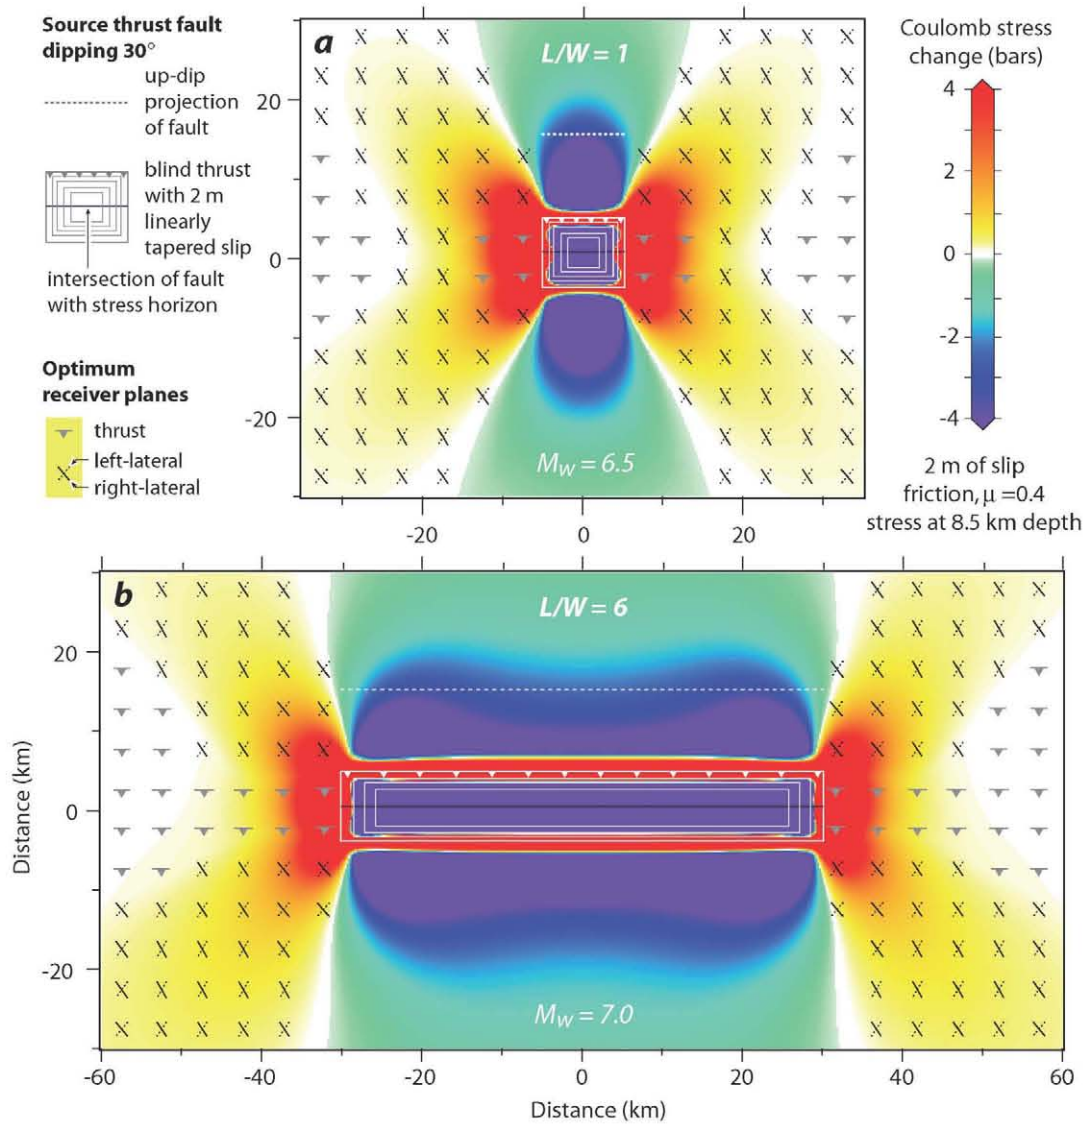 Source thrust fault
dipping 30°
up-dip
projection
of fault
blind thrust
with 2 m
linearly
tapered slip
intersection of fault
with stress horizon
Optimum
receiver planes
thrust
left-lateral
right-lateral
a
L/W = 1
20
0
-20
MW = 6.5
-20
0
20
Coulomb stress
change (bars)
4
2
0
-2
-4
2 m of slip
friction, μ =0.4
stress at 8.5 km depth
b
L/W = 6
20
0
-20
Distance (km)
MW = 7.0
-60
-40
-20
0
20
40
60
Distance (km)